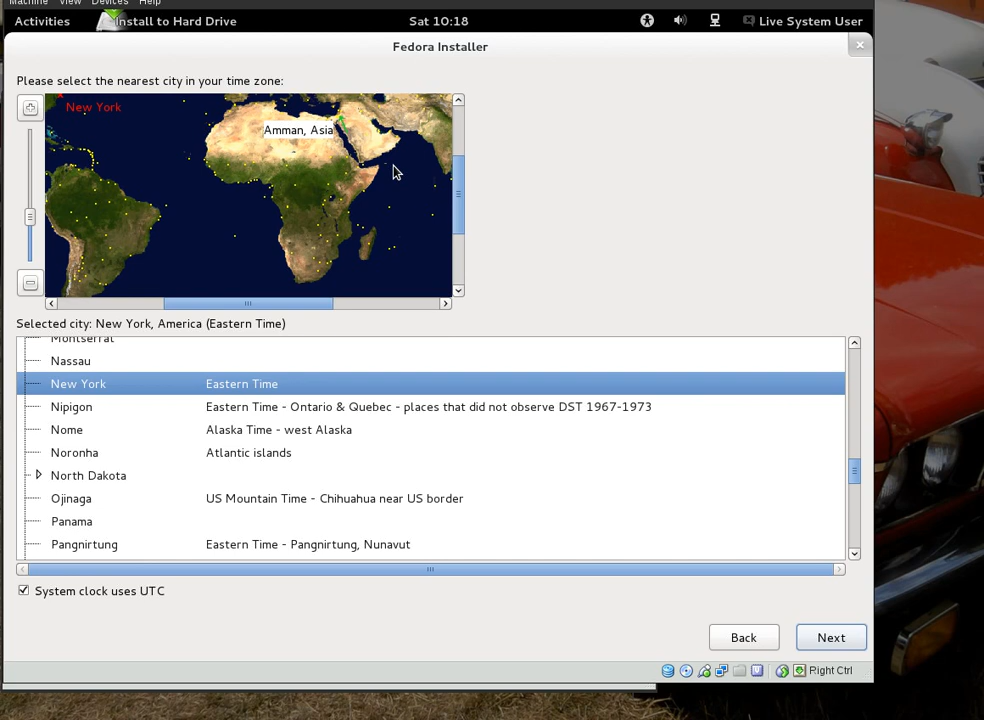 Machine View Devices Help
Activities Install to Hard Drive Sat 10:18 Live System User
Fedora Installer
Please select the nearest city in your time zone:
New York
Amman, Asia
Selected city: New York, America (Eastern Time)
Montserrat
Nassau
New York Eastern Time
Nipigon Eastern Time - Ontario & Quebec - places that did not observe DST 1967-1973
Nome Alaska Time - west Alaska
Noronha Atlantic islands
North Dakota
Ojinaga US Mountain Time - Chihuahua near US border
Panama
Pangnirtung Eastern Time - Pangnirtung, Nunavut
System clock uses UTC
Back Next
Right Ctrl